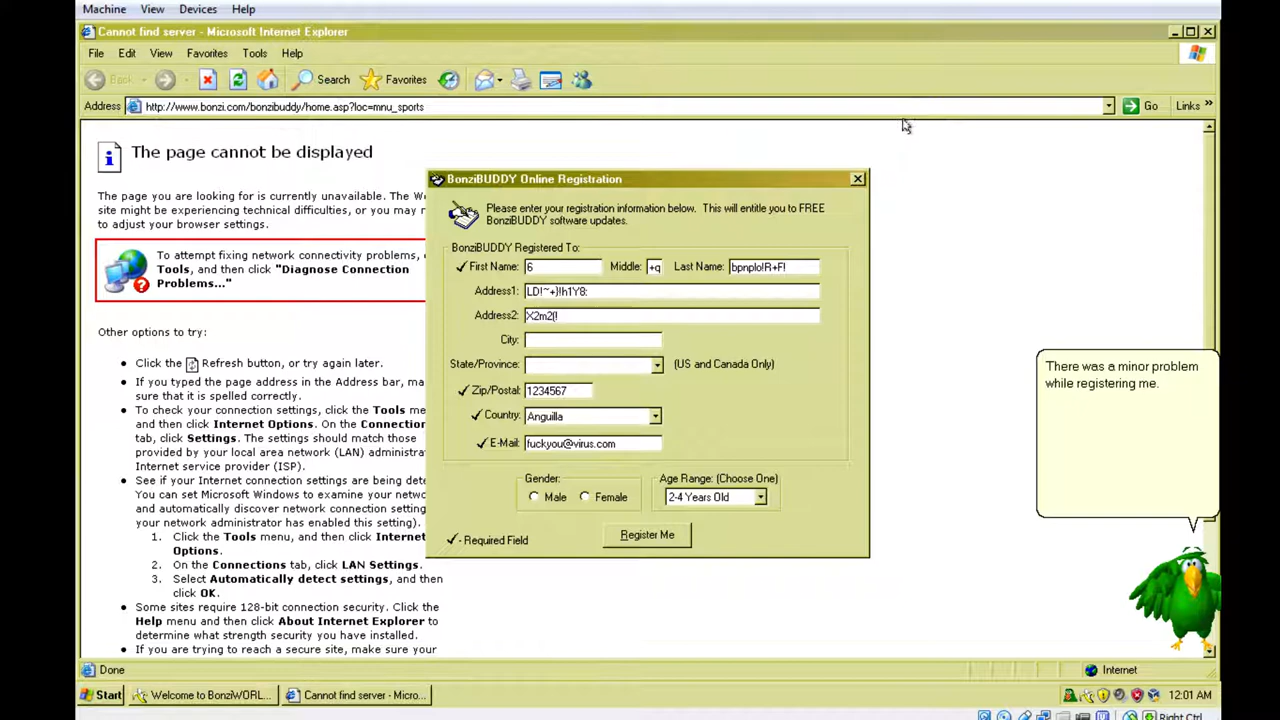 Machine View Devices Help
Cannot find server - Microsoft Internet Explorer
File Edit View Favorites Tools Help
Back Search Favorites
Address http://www.bonzi.com/bonzibuddy/home.asp?loc=mnu_sports Go Links »
The page cannot be displayed
The page you are looking for is currently unavailable. The We
site might be experiencing technical difficulties, or you may r
to adjust your browser settings.
To attempt fixing network connectivity problems, c
Tools, and then click "Diagnose Connection
Problems..."
Other options to try:
Click the Refresh button, or try again later.
If you typed the page address in the Address bar, ma
sure that it is spelled correctly.
To check your connection settings, click the Tools me
and then click Internet Options. On the Connection
tab, click Settings. The settings should match those
provided by your local area network (LAN) administra
Internet service provider (ISP).
See if your Internet connection settings are being det
You can set Microsoft Windows to examine your netwo
and automatically discover network connection setting
your network administrator has enabled this setting).
1. Click the Tools menu, and then click Internet
Options.
2. On the Connections tab, click LAN Settings.
3. Select Automatically detect settings, and then
click OK.
Some sites require 128-bit connection security. Click the
Help menu and then click About Internet Explorer to
determine what strength security you have installed.
If you are trying to reach a secure site, make sure your
BonziBUDDY Online Registration
Please enter your registration information below. This will entitle you to FREE
BonziBUDDY software updates.
BonziBUDDY Registered To:
First Name: 6 Middle: +q Last Name: bpnplo!R+F!
Address1: LD!~+}!h1Y8:
Address2: X2m2(!
City:
State/Province: (US and Canada Only)
Zip/Postal: 1234567
Country: Anguilla
E-Mail: fuckyou@virus.com
Gender: Age Range: (Choose One)
Male Female 2-4 Years Old
- Required Field Register Me
There was a minor problem
while registering me.
Done Internet
Start Welcome to BonziWORL... Cannot find server - Micro... 12:01 AM
Right Ctrl